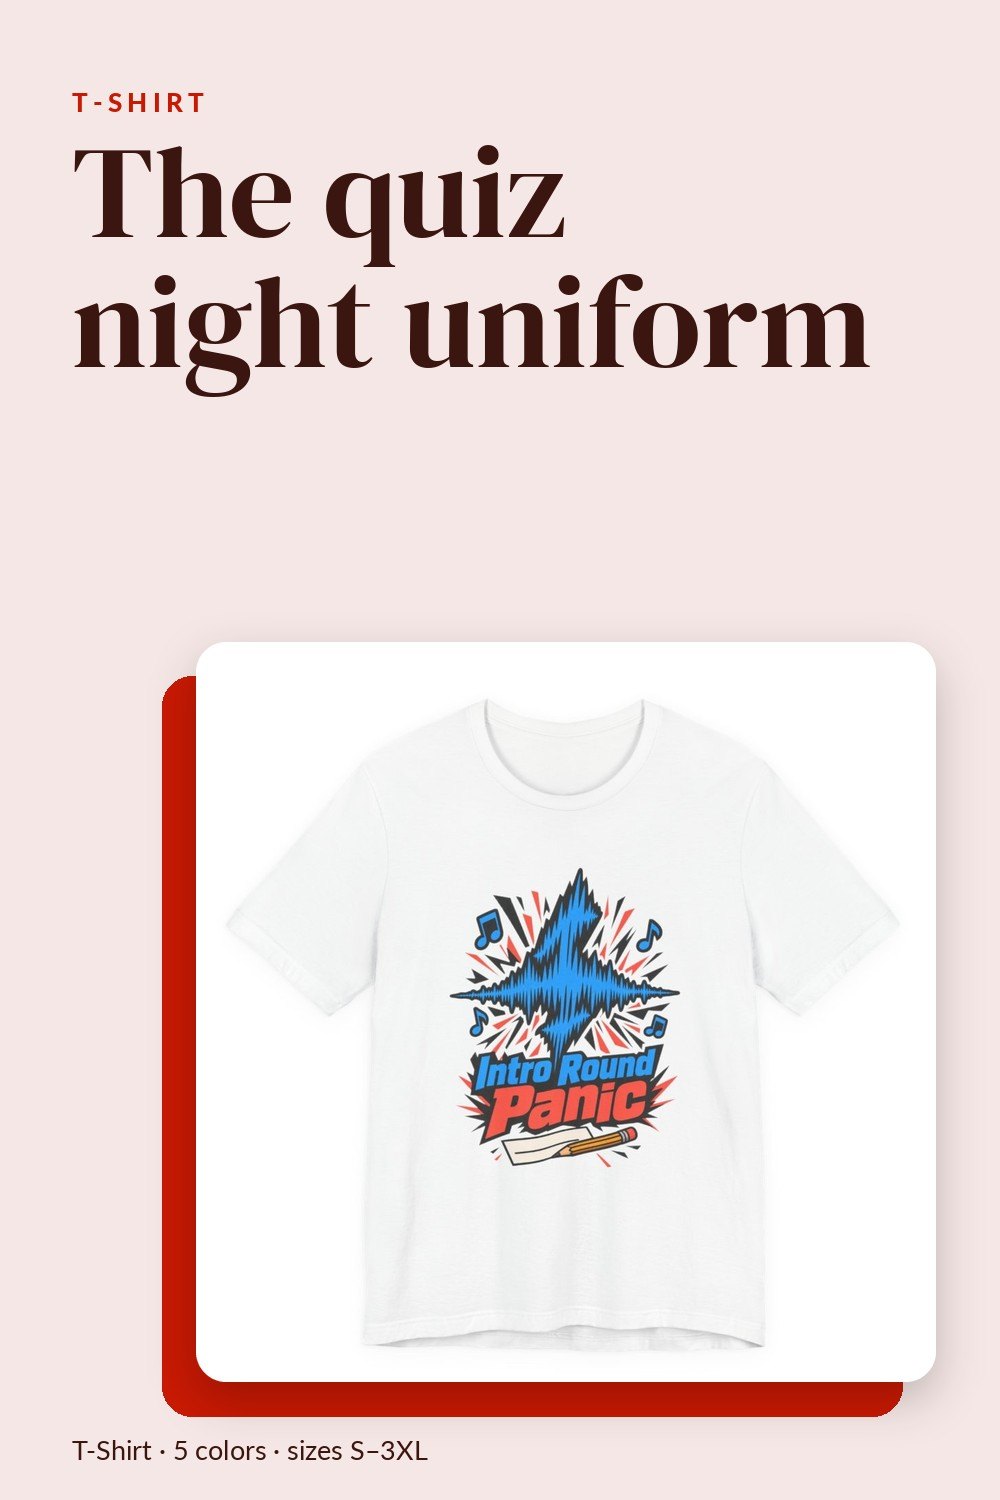 T-SHIRT
The quiz
night uniform
Intro Round
Panic
T-Shirt · 5 colors · sizes S–3XL